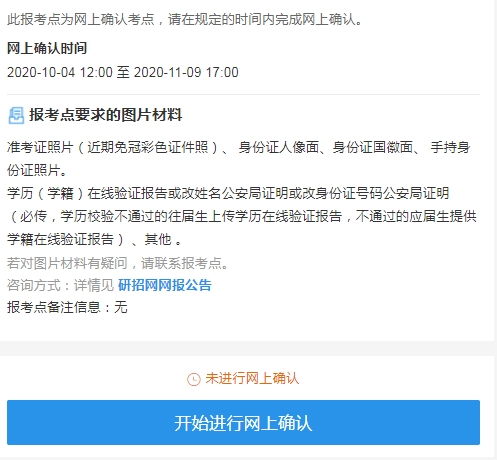 此报考点为网上确认考点，请在规定的时间内完成网上确认。
网上确认时间
2020-10-04 12:00 至 2020-11-09 17:00
报考点要求的图片材料
准考证照片（近期免冠彩色证件照）、 身份证人像面、身份证国徽面、 手持身
份证照片。
学历（学籍）在线验证报告或改姓名公安局证明或改身份证号码公安局证明
（必传，学历校验不通过的往届生上传学历在线验证报告，不通过的应届生提供
学籍在线验证报告） 、其他 。
若对图片材料有疑问，请联系报考点。
咨询方式：详情见 研招网网报公告
报考点备注信息：无
未进行网上确认
开始进行网上确认